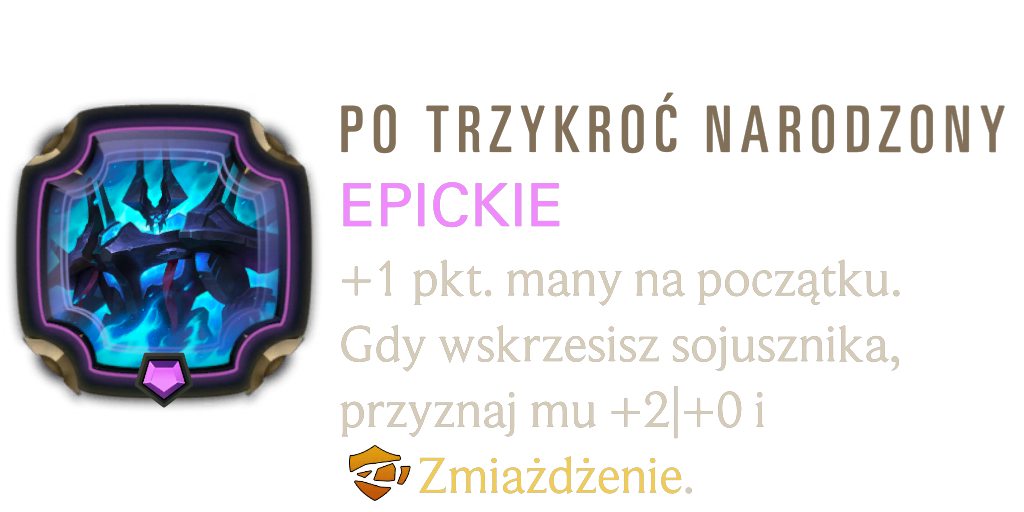 PO TRZYKROĆ NARODZONY
EPICKIE
+1 pkt. many na początku.
Gdy wskrzesisz sojusznika,
przyznaj mu +2|+0 i
Zmiażdżenie.